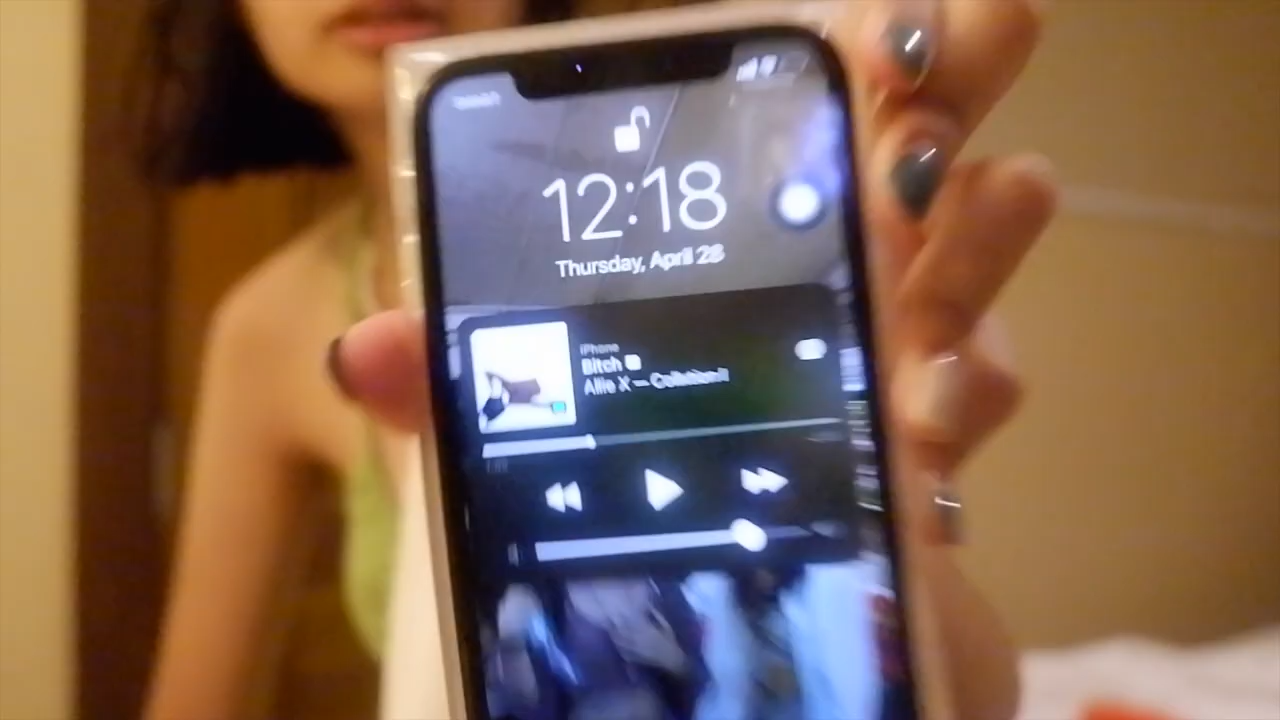 12:18
Thursday, April 28
iPhone
Bitch
Allie X — CollXtion II